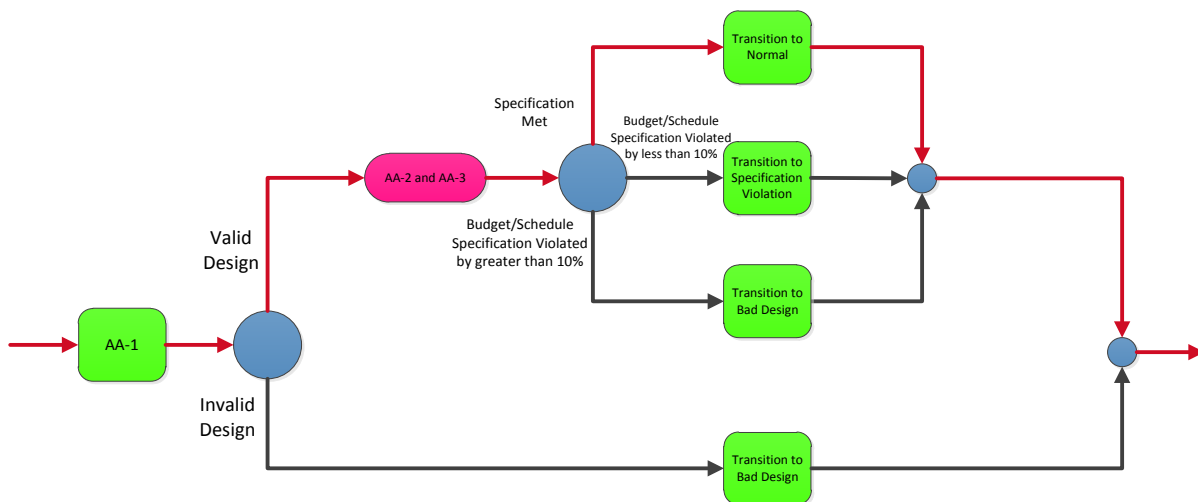 Transition to
Normal
Specification
Met
Budget/Schedule
Specification Violated
by less than 10%
AA-2 and AA-3
Transition to
Specification
Violation
Budget/Schedule
Specification Violated
by greater than 10%
Valid
Design
Transition to
Bad Design
AA-1
Invalid
Design
Transition to
Bad Design